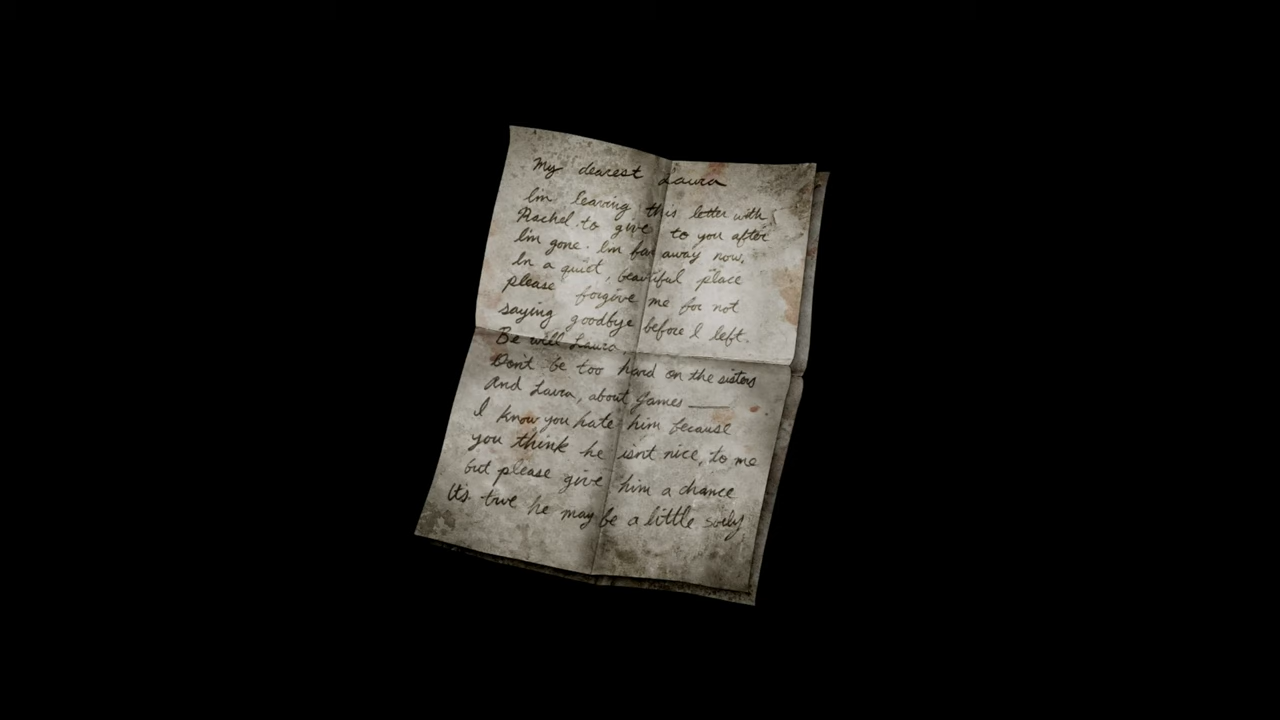 My dearest Laura
I'm leaving this letter with
Rachel to give to you after
I'm gone. I'm far away now,
In a quiet, beautiful place
please forgive me for not
saying goodbye before I left.
Be well Laura.
Don't be too hard on the sisters
And Laura, about James ——
I know you hate him because
you think he isn't nice, to me
but please give him a chance
It's true he may be a little surly